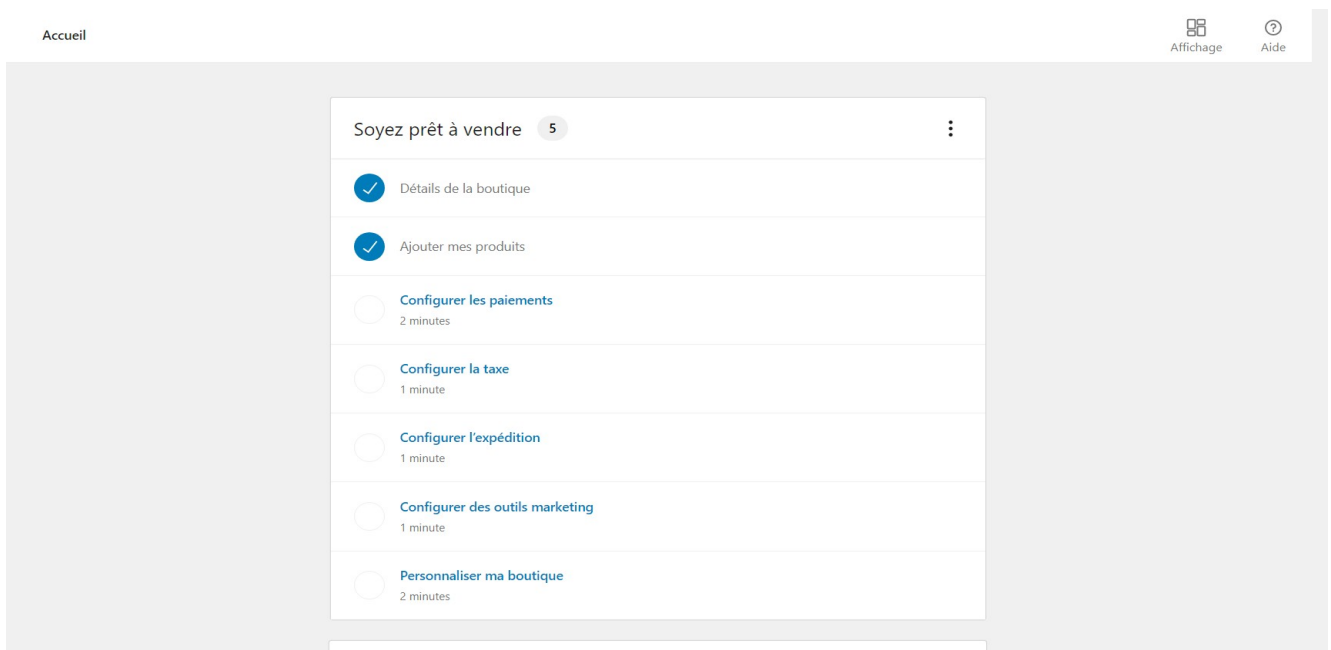 Accueil
Affichage
Aide
Soyez prêt à vendre 5
Détails de la boutique
Ajouter mes produits
Configurer les paiements
2 minutes
Configurer la taxe
1 minute
Configurer l'expédition
1 minute
Configurer des outils marketing
1 minute
Personnaliser ma boutique
2 minutes